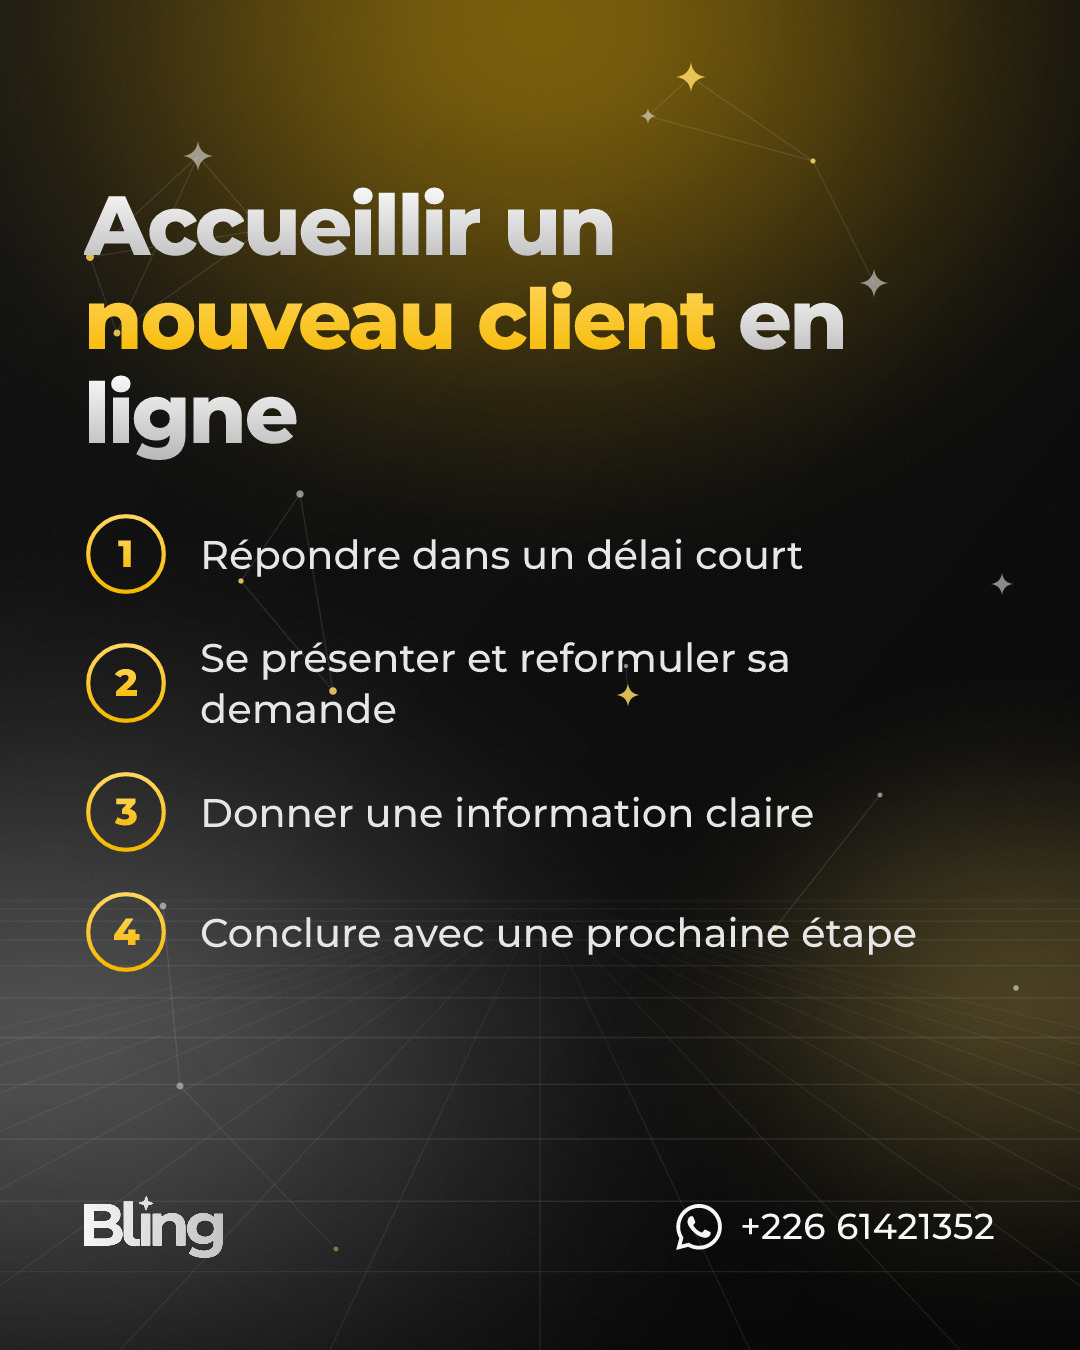 Accueillir un
nouveau client en
ligne
1 Répondre dans un délai court
2 Se présenter et reformuler sa
demande
3 Donner une information claire
4 Conclure avec une prochaine étape
Bling
+226 61421352